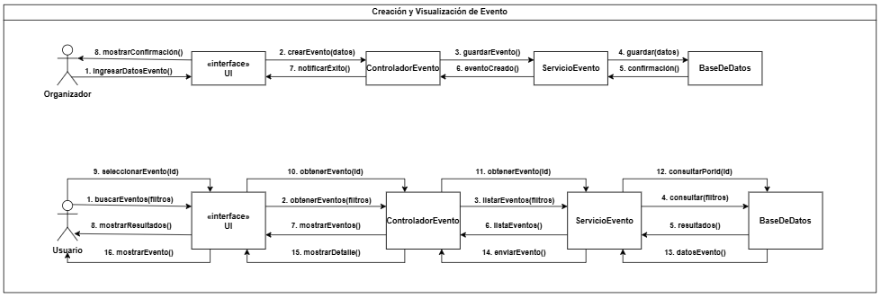 Creación y Visualización de Evento
8. mostrarConfirmación()
2. crearEvento(datos)
3. guardarEvento()
4. guardar(datos)
«interface»
UI
ControladorEvento
ServicioEvento
BaseDeDatos
1. ingresarDatosEvento()
7. notificarÉxito()
6. eventoCreado()
5. confirmación()
Organizador
9. seleccionarEvento(id)
10. obtenerEvento(id)
11. obtenerEvento(id)
12. consultarPorId(id)
1. buscarEventos(filtros)
2. obtenerEventos(filtros)
3. listarEventos(filtros)
4. consultar(filtros)
«interface»
UI
ControladorEvento
ServicioEvento
BaseDeDatos
8. mostrarResultados()
7. mostrarEventos()
6. listaEventos()
5. resultados()
Usuario
16. mostrarEvento()
15. mostrarDetalle()
14. enviarEvento()
13. datosEvento()